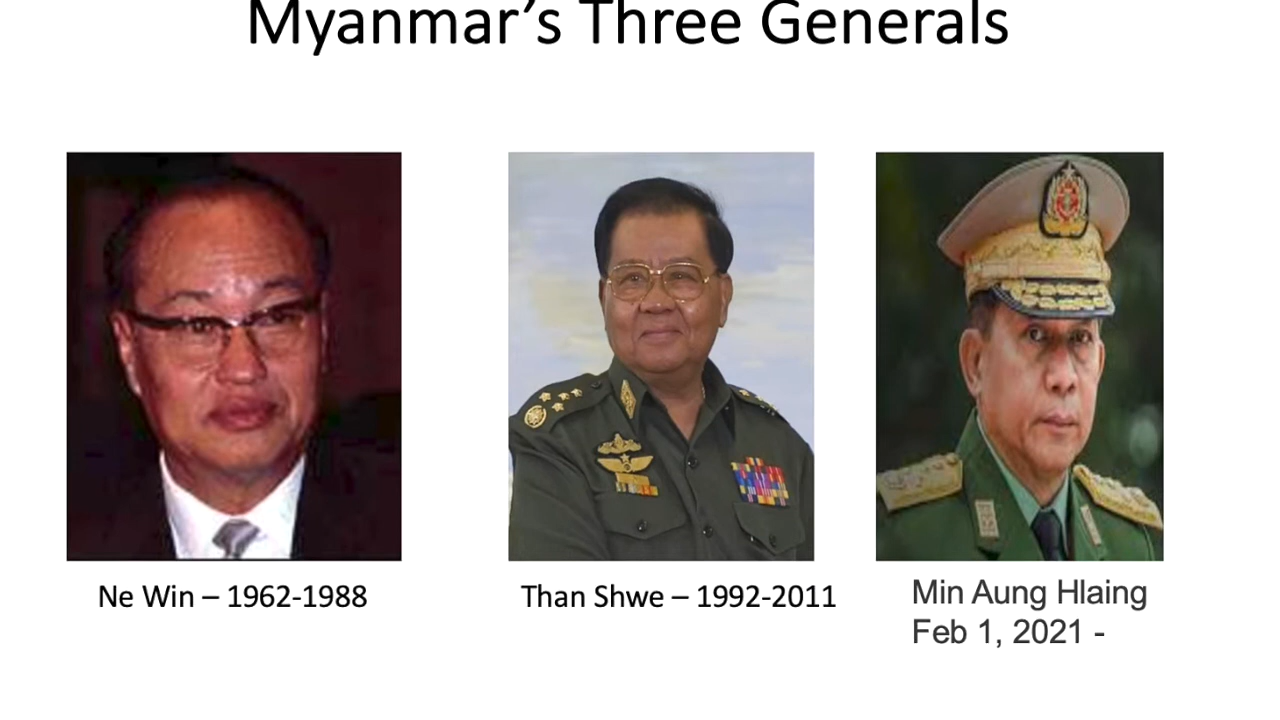 Myanmar’s Three Generals
Ne Win – 1962-1988
Than Shwe – 1992-2011
Min Aung Hlaing
Feb 1, 2021 -